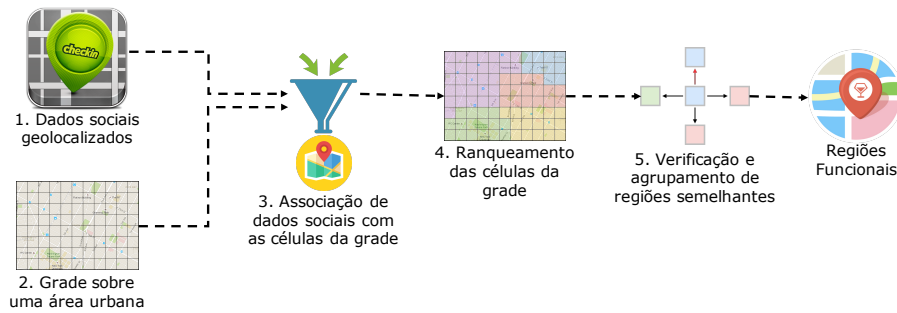 checkin
1. Dados sociais
geolocalizados
2. Grade sobre
uma área urbana
3. Associação de
dados sociais com
as células da grade
4. Ranqueamento
das células da
grade
5. Verificação e
agrupamento de
regiões semelhantes
Regiões
Funcionais